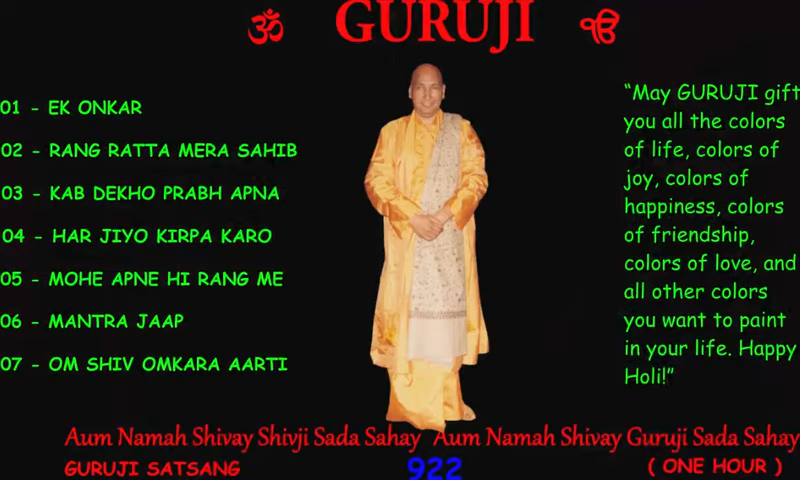 ॐ GURUJI ੴ
01 - EK ONKAR
02 - RANG RATTA MERA SAHIB
03 - KAB DEKHO PRABH APNA
04 - HAR JIYO KIRPA KARO
05 - MOHE APNE HI RANG ME
06 - MANTRA JAAP
07 - OM SHIV OMKARA AARTI
“May GURUJI gift
you all the colors
of life, colors of
joy, colors of
happiness, colors
of friendship,
colors of love, and
all other colors
you want to paint
in your life. Happy
Holi!”
Aum Namah Shivay Shivji Sada Sahay Aum Namah Shivay Guruji Sada Sahay
GURUJI SATSANG 922 ( ONE HOUR )